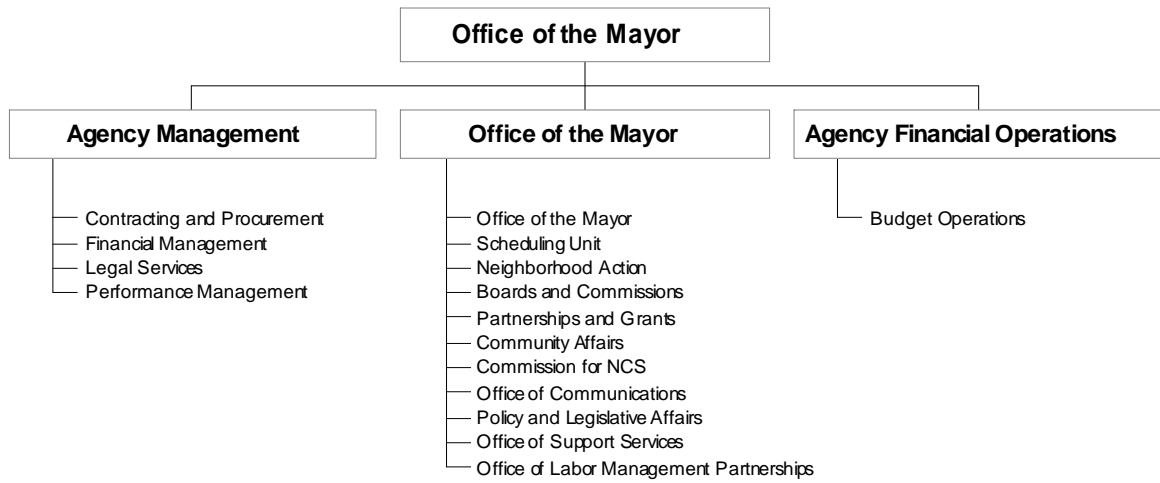 Office of the Mayor
Agency Management
Contracting and Procurement
Financial Management
Legal Services
Performance Management
Office of the Mayor
Office of the Mayor
Scheduling Unit
Neighborhood Action
Boards and Commissions
Partnerships and Grants
Community Affairs
Commission for NCS
Office of Communications
Policy and Legislative Affairs
Office of Support Services
Office of Labor Management Partnerships
Agency Financial Operations
Budget Operations